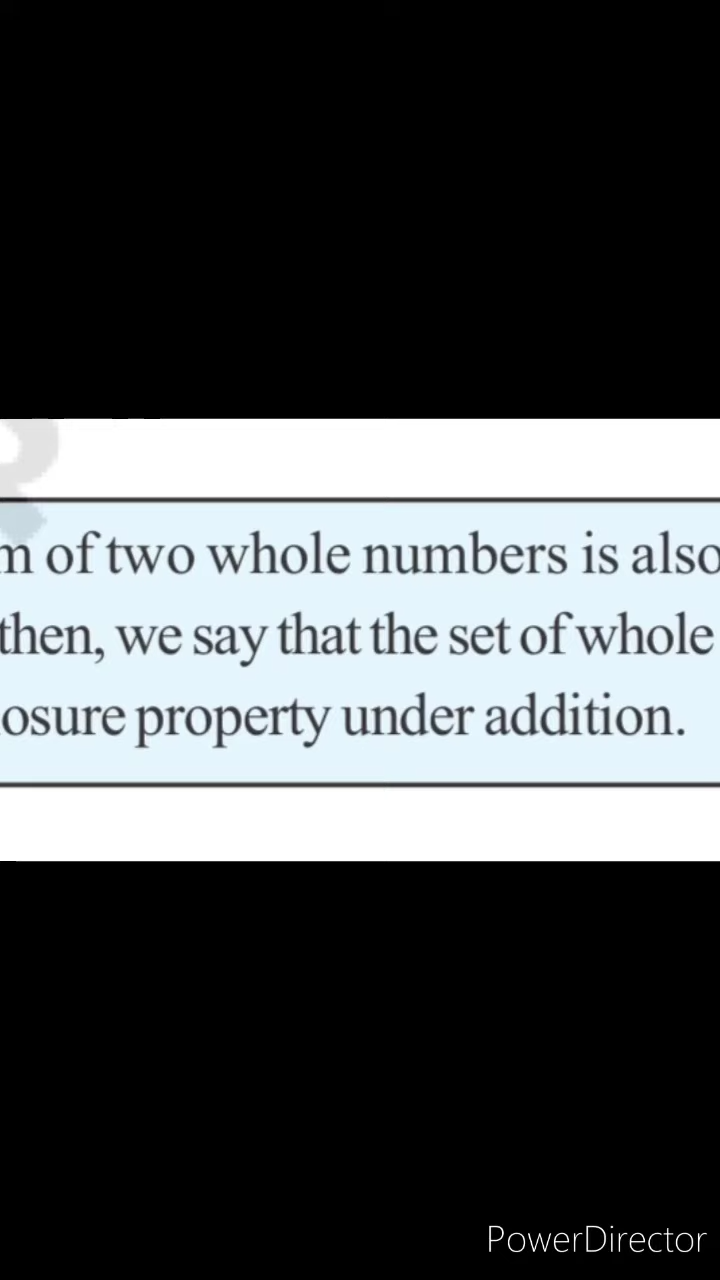 of two whole numbers is also
then, we say that the set of whole
property under addition.
PowerDirector